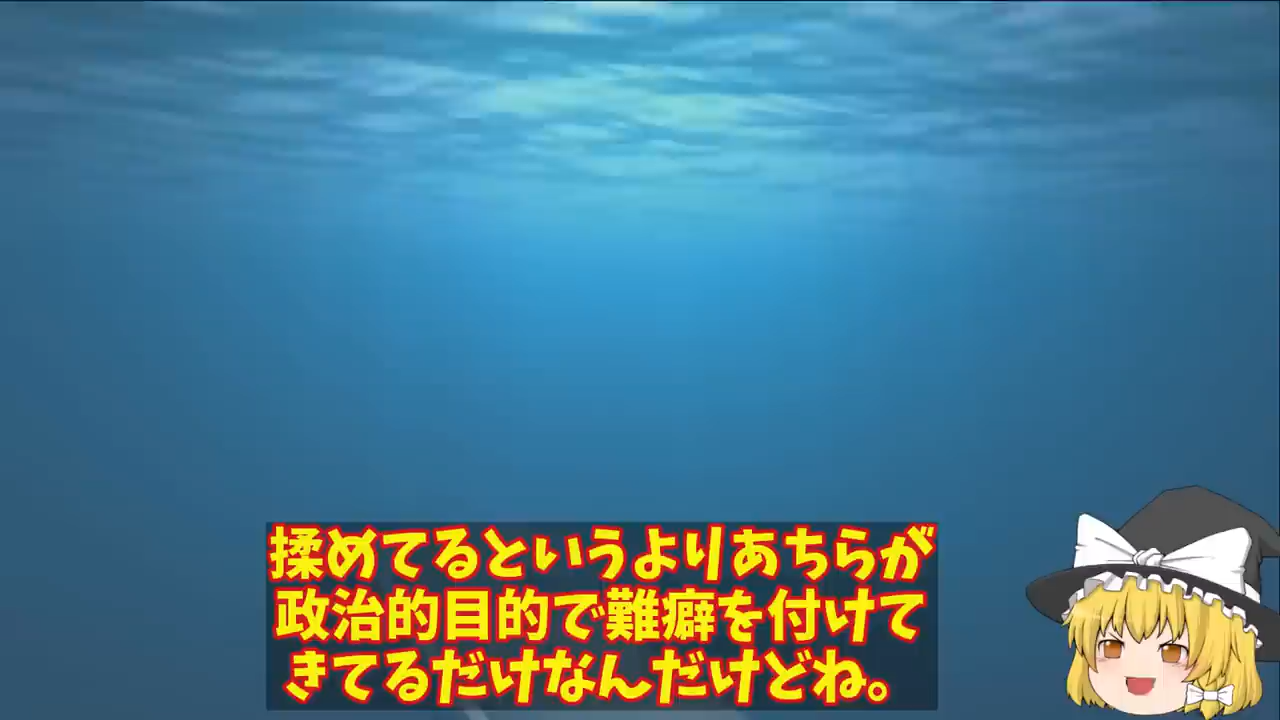 揉めてるというよりあちらが
政治的目的で難癖を付けて
きてるだけなんだけどね。